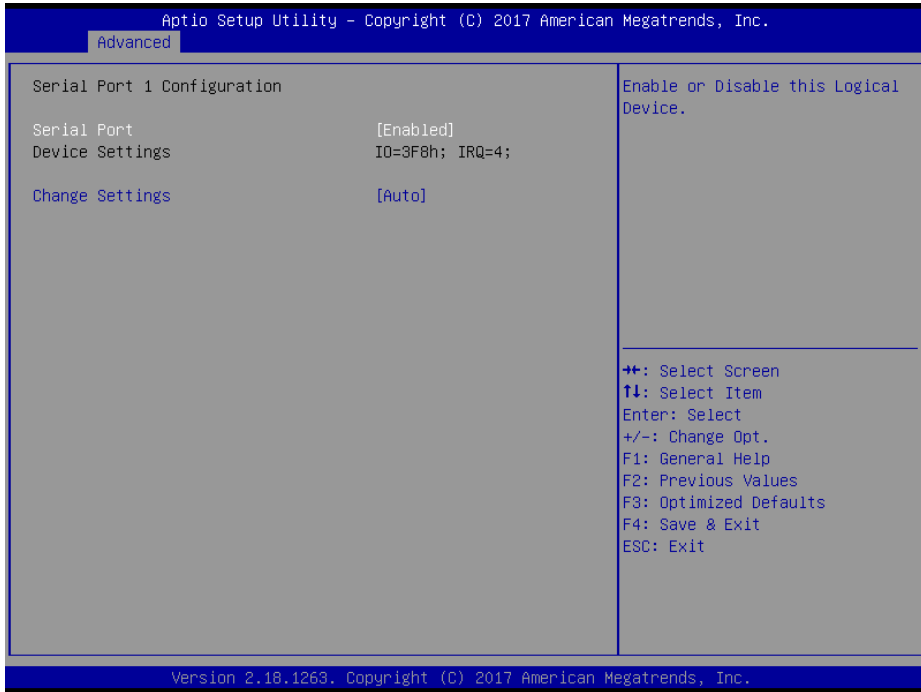 Aptio Setup Utility – Copyright (C) 2017 American Megatrends, Inc.
Advanced
Serial Port 1 Configuration
Serial Port [Enabled]
Device Settings IO=3F8h; IRQ=4;
Change Settings [Auto]
Enable or Disable this Logical
Device.
→←: Select Screen
↑↓: Select Item
Enter: Select
+/-: Change Opt.
F1: General Help
F2: Previous Values
F3: Optimized Defaults
F4: Save & Exit
ESC: Exit
Version 2.18.1263. Copyright (C) 2017 American Megatrends, Inc.